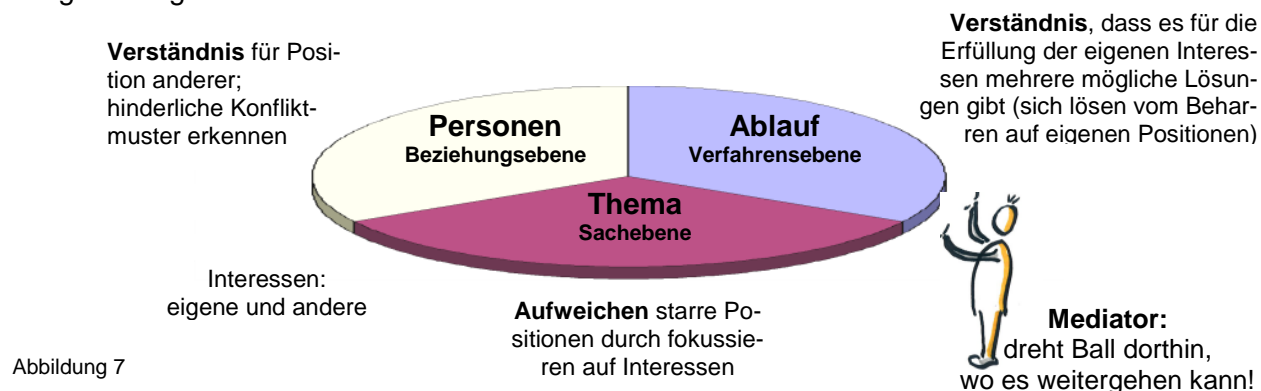 Verständnis für Posi-
tion anderer;
hinderliche Konflikt-
muster erkennen
Verständnis, dass es für die
Erfüllung der eigenen Interes-
sen mehrere mögliche Lösun-
gen gibt (sich lösen vom Behar-
ren auf eigenen Positionen)
Personen
Beziehungsebene
Ablauf
Verfahrensebene
Thema
Sachebene
Interessen:
eigene und andere
Aufweichen starre Po-
sitionen durch fokussie-
ren auf Interessen
Mediator:
dreht Ball dorthin,
wo es weitergehen kann!
Abbildung 7